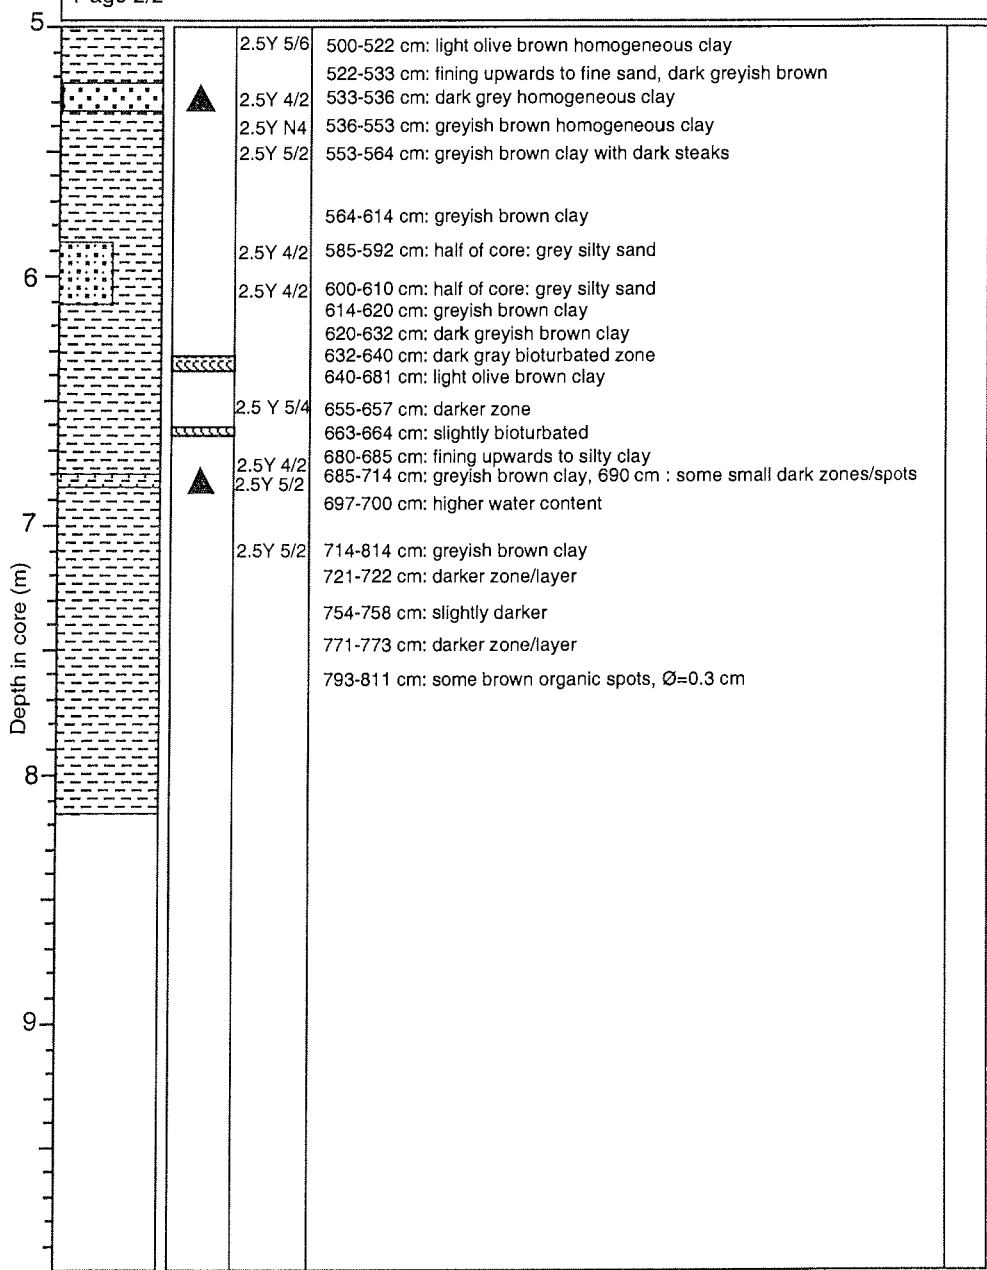 Page 2/2
5
2.5Y 5/6 500-522 cm: light olive brown homogeneous clay
522-533 cm: fining upwards to fine sand, dark greyish brown
2.5Y 4/2 533-536 cm: dark grey homogeneous clay
2.5Y N4 536-553 cm: greyish brown homogeneous clay
2.5Y 5/2 553-564 cm: greyish brown clay with dark steaks
564-614 cm: greyish brown clay
2.5Y 4/2 585-592 cm: half of core: grey silty sand
6
2.5Y 4/2 600-610 cm: half of core: grey silty sand
614-620 cm: greyish brown clay
620-632 cm: dark greyish brown clay
632-640 cm: dark gray bioturbated zone
640-681 cm: light olive brown clay
2.5 Y 5/4 655-657 cm: darker zone
663-664 cm: slightly bioturbated
680-685 cm: fining upwards to silty clay
2.5Y 4/2
685-714 cm: greyish brown clay, 690 cm : some small dark zones/spots
2.5Y 5/2
697-700 cm: higher water content
7
2.5Y 5/2 714-814 cm: greyish brown clay
721-722 cm: darker zone/layer
754-758 cm: slightly darker
771-773 cm: darker zone/layer
793-811 cm: some brown organic spots, Ø=0.3 cm
Depth in core (m)
8
9